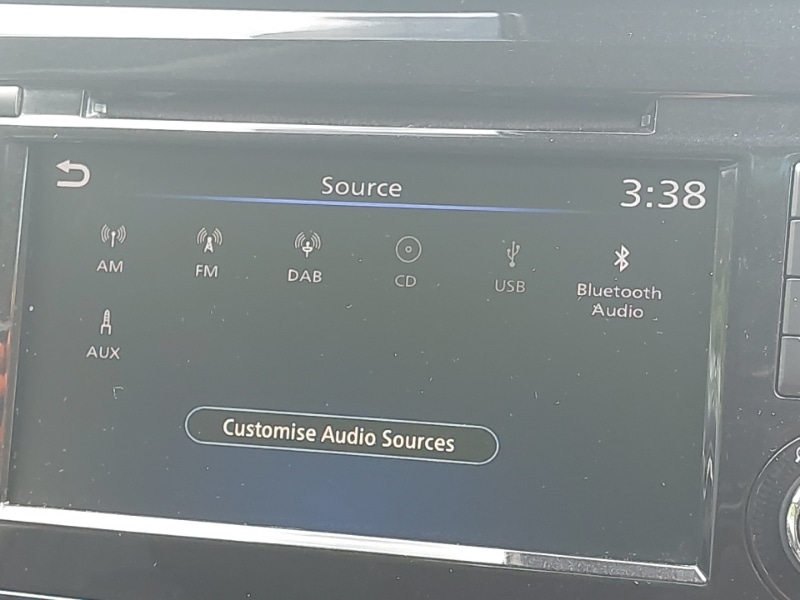 Source
3:38
AM
FM
DAB
CD
USB
Bluetooth
Audio
AUX
Customise Audio Sources